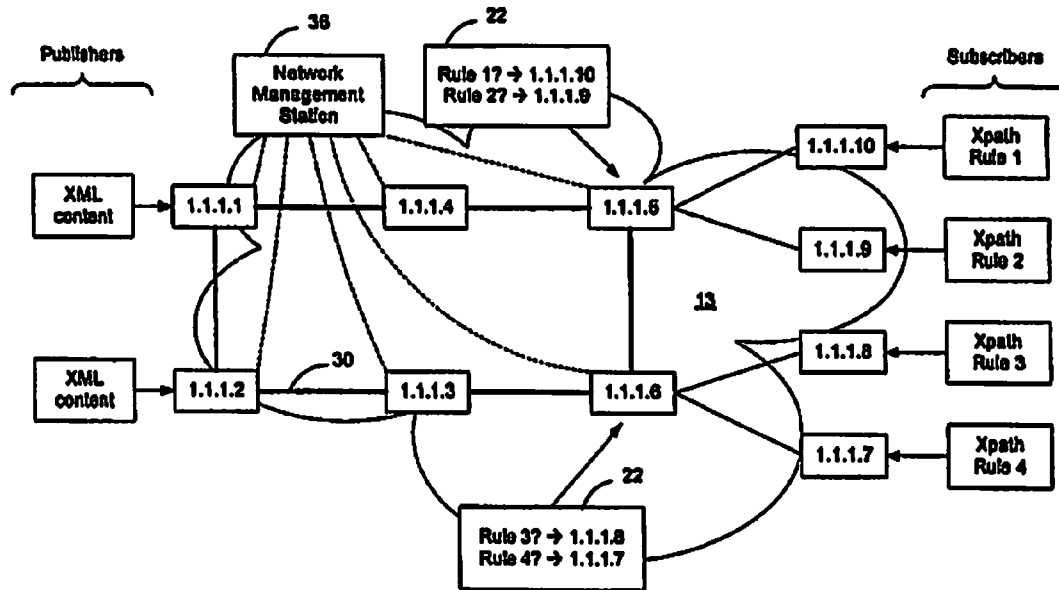 36
22
Publishers
Subscribers
Network
Management
Station
Rule 1? → 1.1.1.10
Rule 2? → 1.1.1.9
1.1.1.10
Xpath
Rule 1
XML
content
1.1.1.1
1.1.1.4
1.1.1.5
1.1.1.9
Xpath
Rule 2
13
1.1.1.8
Xpath
Rule 3
30
XML
content
1.1.1.2
1.1.1.3
1.1.1.6
1.1.1.7
Xpath
Rule 4
22
Rule 3? → 1.1.1.8
Rule 4? → 1.1.1.7